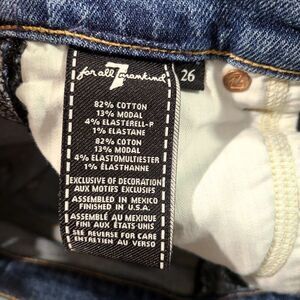 7
for all mankind
26
82% COTTON
13% MODAL
4% ELASTERELL-P
1% ELASTANE
82% COTON
13% MODAL
4% ELASTOMULTIESTER
1% ÉLASTHANNE
EXCLUSIVE OF DECORATION
AUX MOTIFS EXCLUSIFS
ASSEMBLED IN MEXICO
FINISHED IN U.S.A.
ASSEMBLÉ AU MEXIQUE
FINI AUX ÉTATS-UNIS
SEE REVERSE FOR CARE
ENTRETIEN AU VERSO